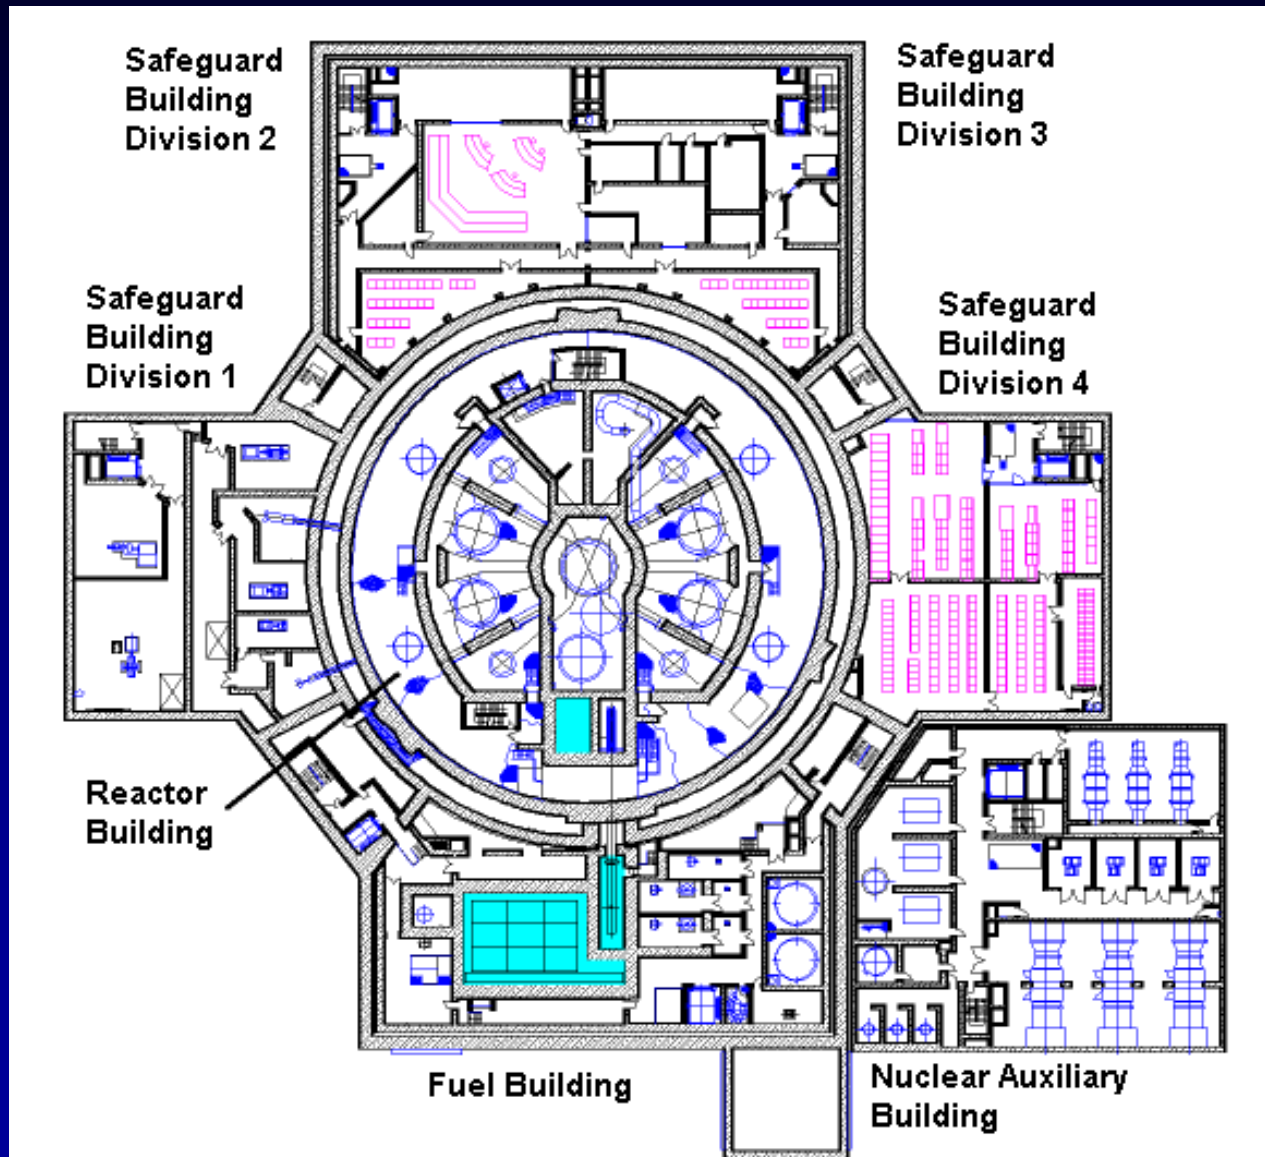 Safeguard
Building
Division 2
Safeguard
Building
Division 3
Safeguard
Building
Division 1
Safeguard
Building
Division 4
Reactor
Building
Fuel Building
Nuclear Auxiliary
Building